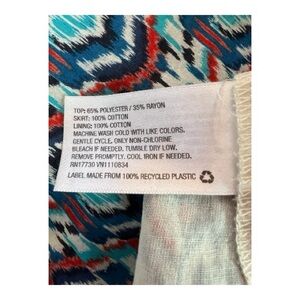 TOP: 65% POLYESTER / 35% RAYON
SKIRT: 100% COTTON
LINING: 100% COTTON
MACHINE WASH COLD WITH LIKE COLORS.
GENTLE CYCLE. ONLY NON-CHLORINE
BLEACH IF NEEDED. TUMBLE DRY LOW.
REMOVE PROMPTLY. COOL IRON IF NEEDED.
RN17730 VN1110834
LABEL MADE FROM 100% RECYCLED PLASTIC